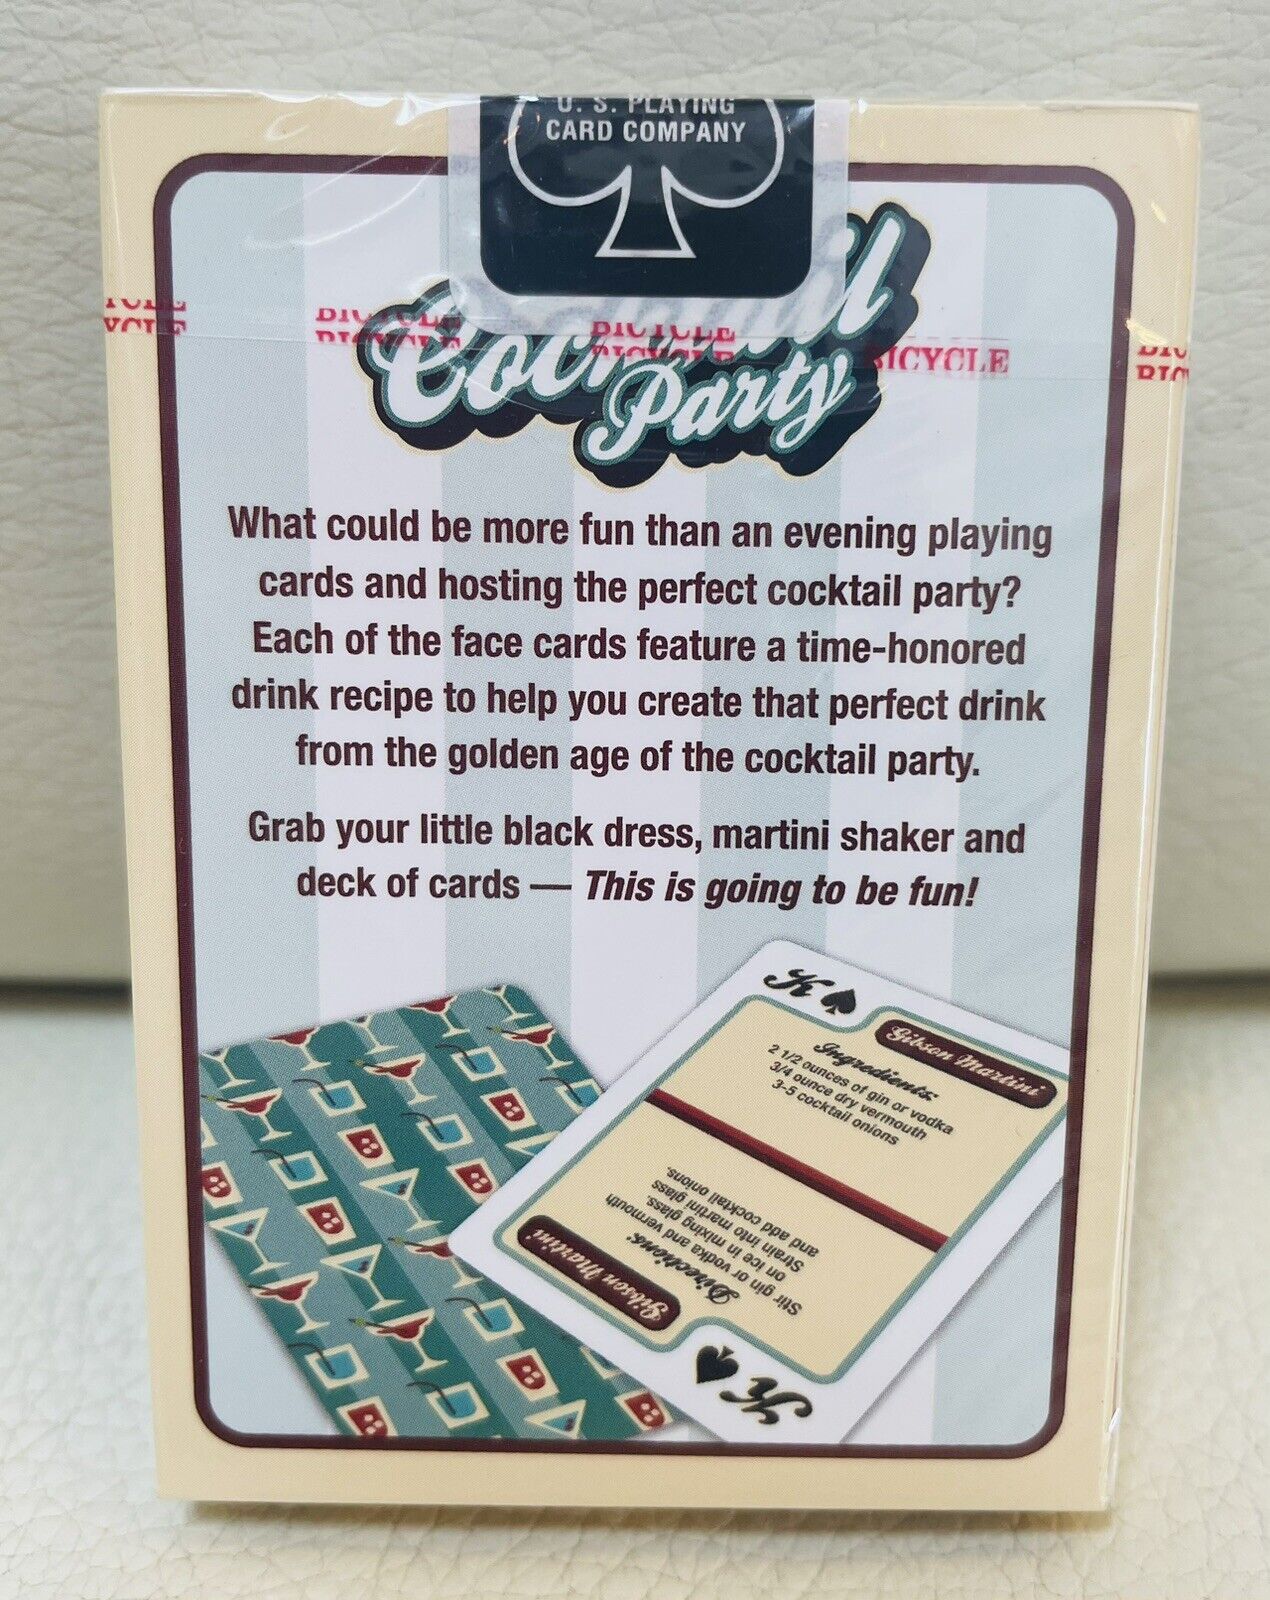 U. S. PLAYING
CARD COMPANY
Cocktail
Party
BICYCLE
BICYCLE
BICYCLE
BICYCLE
BICYCLE
What could be more fun than an evening playing
cards and hosting the perfect cocktail party?
Each of the face cards feature a time-honored
drink recipe to help you create that perfect drink
from the golden age of the cocktail party.
Grab your little black dress, martini shaker and
deck of cards — This is going to be fun!
K
Gibson Martini
Ingredients:
2 1/2 ounces of gin or vodka
3/4 ounce dry vermouth
3-5 cocktail onions
Gibson Martini
Directions:
Stir gin or vodka and vermouth
on ice in mixing glass.
Strain into martini glass
and add cocktail onions.
K